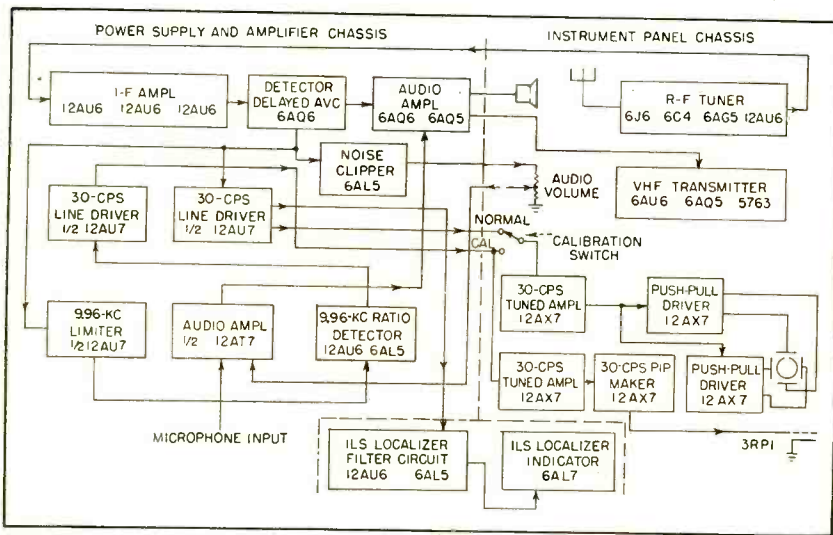 POWER SUPPLY AND AMPLIFIER CHASSIS
INSTRUMENT PANEL CHASSIS
I-F AMPL
12AU6 12AU6 12AU6
DETECTOR
DELAYED AVC
6AQ6
AUDIO
AMPL
6AQ6 6AQ5
R-F TUNER
6J6 6C4 6AG5 12AU6
NOISE
CLIPPER
6AL5
AUDIO
VOLUME
VHF TRANSMITTER
6AU6 6AQ5 5763
30-CPS
LINE DRIVER
1/2 12AU7
30-CPS
LINE DRIVER
1/2 12AU7
NORMAL
CAL
CALIBRATION
SWITCH
30-CPS
TUNED AMPL
12AX7
PUSH-PULL
DRIVER
12AX7
9.96-KC
LIMITER
1/2 12AU7
AUDIO AMPL
1/2 12AT7
9.96-KC RATIO
DETECTOR
12AU6 6AL5
30-CPS
TUNED AMPL
12AX7
30-CPS PIP
MAKER
12AX7
PUSH-PULL
DRIVER
12AX7
MICROPHONE INPUT
ILS LOCALIZER
FILTER CIRCUIT
12AU6 6AL5
ILS LOCALIZER
INDICATOR
6AL7
3RP1